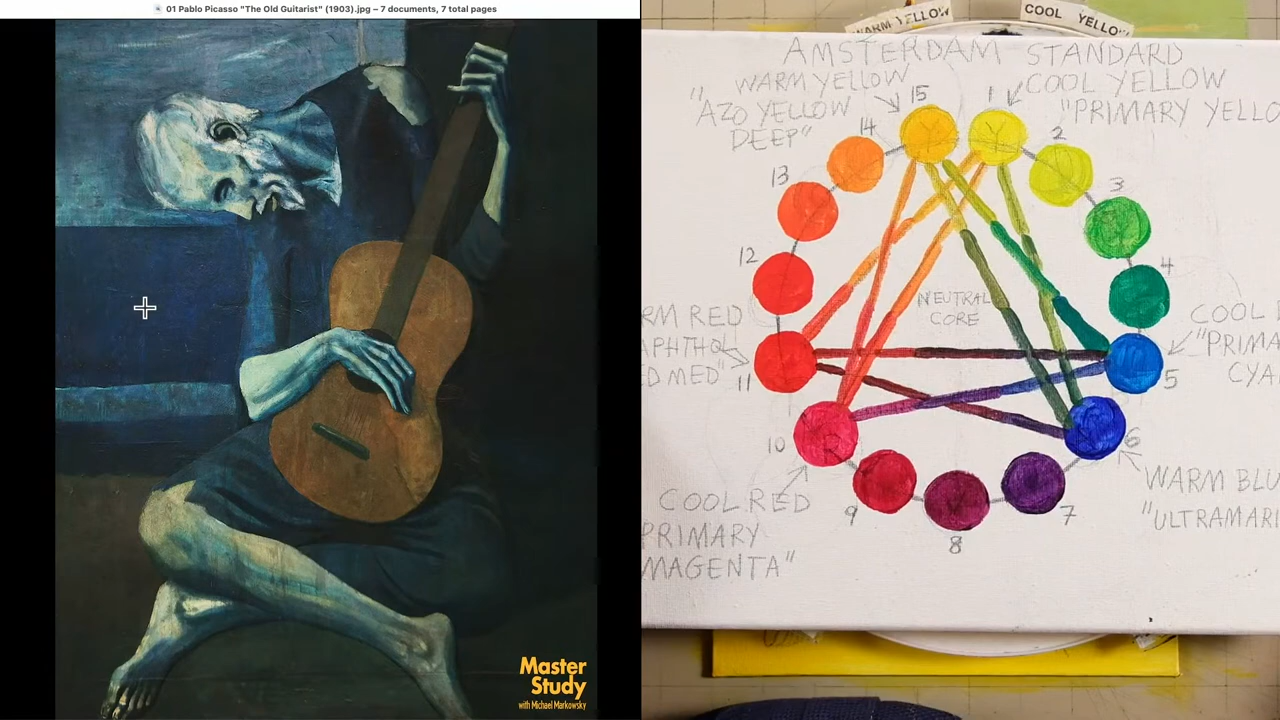 01 Pablo Picasso "The Old Guitarist" (1903).jpg – 7 documents, 7 total pages
Master
Study
with Michael Markowsky
WARM YELLOW
COOL YELLOW
AMSTERDAM STANDARD
WARM YELLOW
"AZO YELLOW
DEEP"
COOL YELLOW
"PRIMARY YELLO
15
1
14
2
13
3
12
4
NEUTRAL
CORE
RM RED
APHTHO
ED MED"
11
COOL
"PRIMA
CYA
5
10
6
COOL RED
PRIMARY
MAGENTA"
9
8
7
WARM BLU
"ULTRAMARI